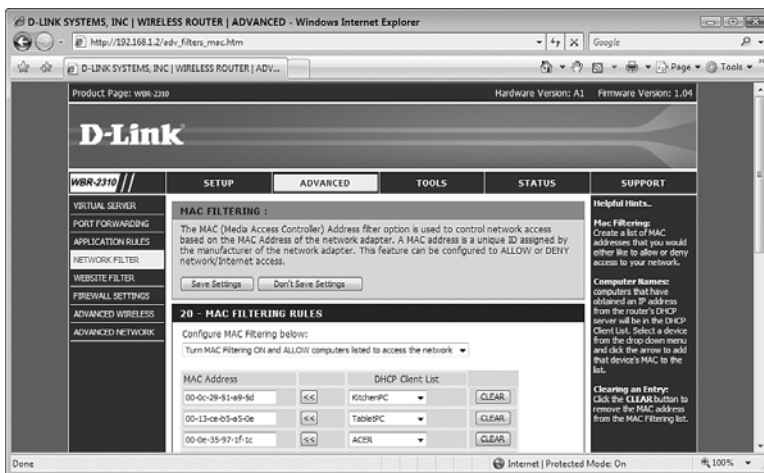 D-LINK SYSTEMS, INC | WIRELESS ROUTER | ADVANCED - Windows Internet Explorer
http://192.168.1.2/adv_filters_mac.htm
Google
D-LINK SYSTEMS, INC | WIRELESS ROUTER | ADV...
Page
Tools
Product Page: WBR-2310
Hardware Version: A1 Firmware Version: 1.04
D-Link
WBR-2310
SETUP
ADVANCED
TOOLS
STATUS
SUPPORT
VIRTUAL SERVER
PORT FORWARDING
APPLICATION RULES
NETWORK FILTER
WEBSITE FILTER
FIREWALL SETTINGS
ADVANCED WIRELESS
ADVANCED NETWORK
MAC FILTERING :
The MAC (Media Access Controller) Address filter option is used to control network access
based on the MAC Address of the network adapter. A MAC address is a unique ID assigned by
the manufacturer of the network adapter. This feature can be configured to ALLOW or DENY
network/Internet access.
Save Settings
Don't Save Settings
20 - MAC FILTERING RULES
Configure MAC Filtering below:
Turn MAC Filtering ON and ALLOW computers listed to access the network
MAC Address
DHCP Client List
00-0c-29-51-a9-5d
<<
KitchenPC
CLEAR
00-13-ce-b5-a5-0e
<<
TabletPC
CLEAR
00-0e-35-97-1f-1c
<<
ACER
CLEAR
Helpful Hints..
Mac Filtering:
Create a list of MAC
addresses that you would
either like to allow or deny
access to your network.
Computer Names:
computers that have
obtained an IP address
from the router's DHCP
server will be in the DHCP
Client List. Select a device
from the drop down menu
and click the arrow to add
that device's MAC to the
list.
Clearing an Entry:
Click the CLEAR button to
remove the MAC address
from the MAC Filtering list.
Done
Internet | Protected Mode: On
100%